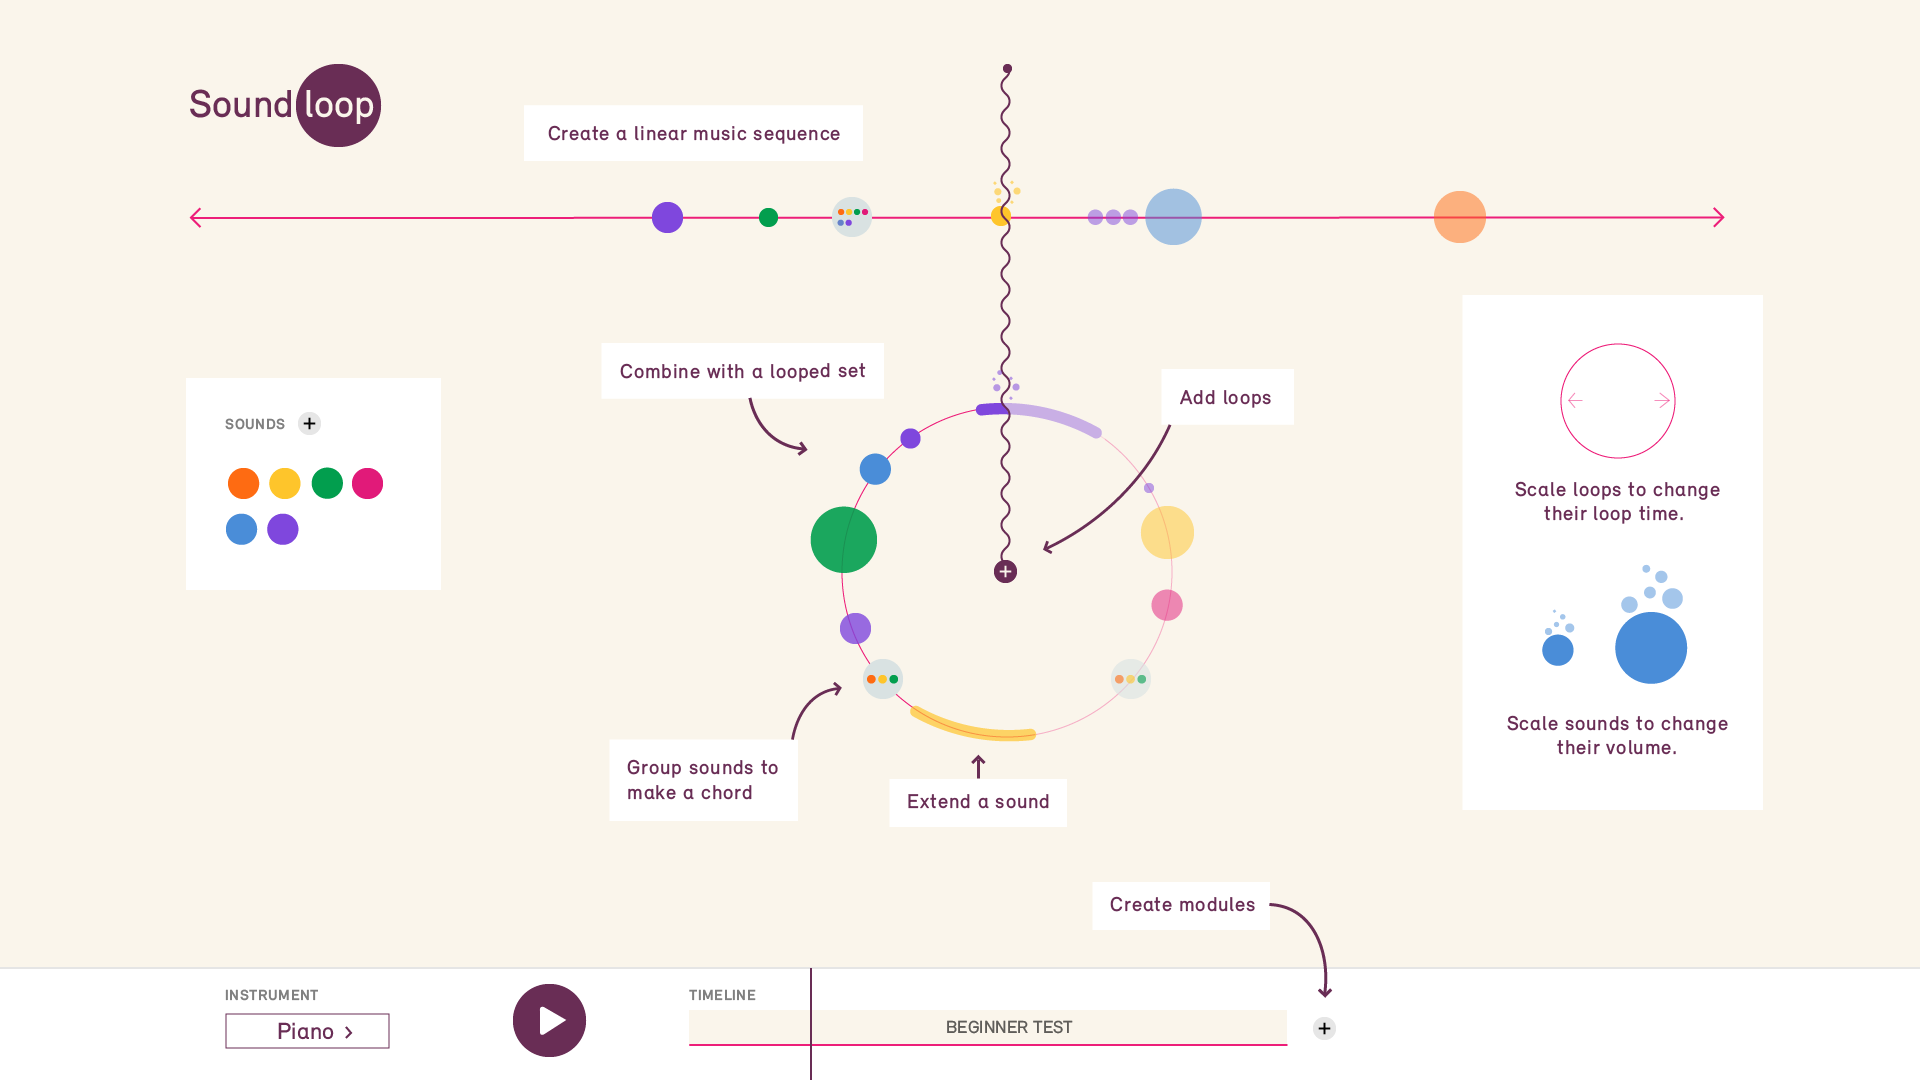 Sound loop
Create a linear music sequence
Combine with a looped set
Add loops
SOUNDS +
Scale loops to change
their loop time.
Group sounds to
make a chord
Extend a sound
Scale sounds to change
their volume.
Create modules
INSTRUMENT
Piano >
TIMELINE
BEGINNER TEST